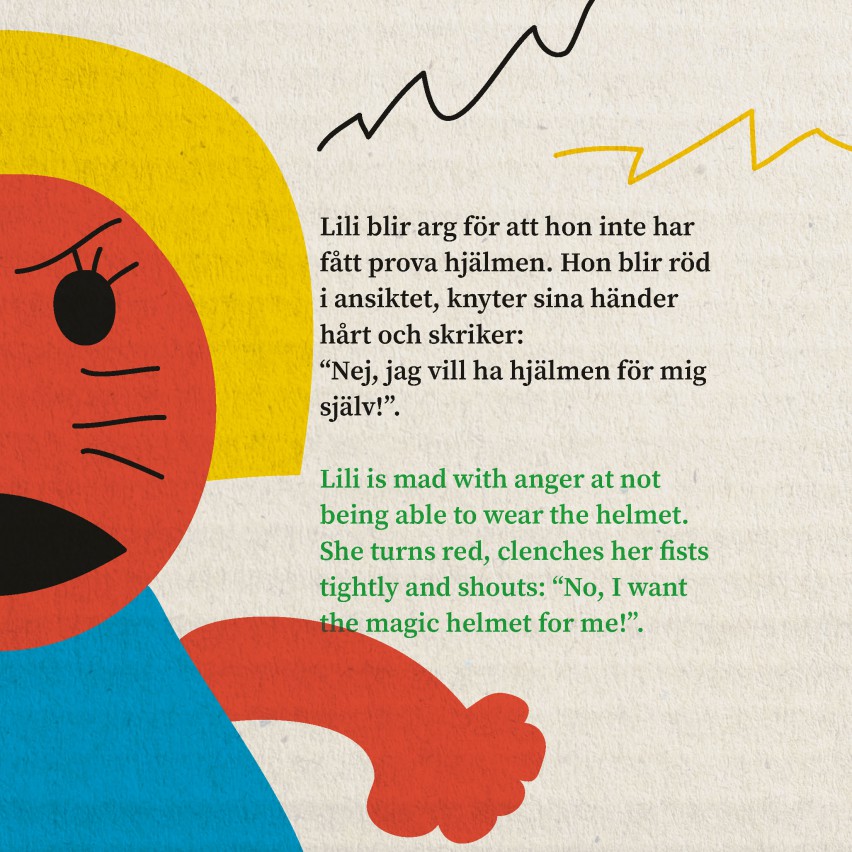 Lili blir arg för att hon inte har
fått prova hjälmen. Hon blir röd
i ansiktet, knyter sina händer
hårt och skriker:
“Nej, jag vill ha hjälmen för mig
själv!”.
Lili is mad with anger at not
being able to wear the helmet.
She turns red, clenches her fists
tightly and shouts: “No, I want
the magic helmet for me!”.